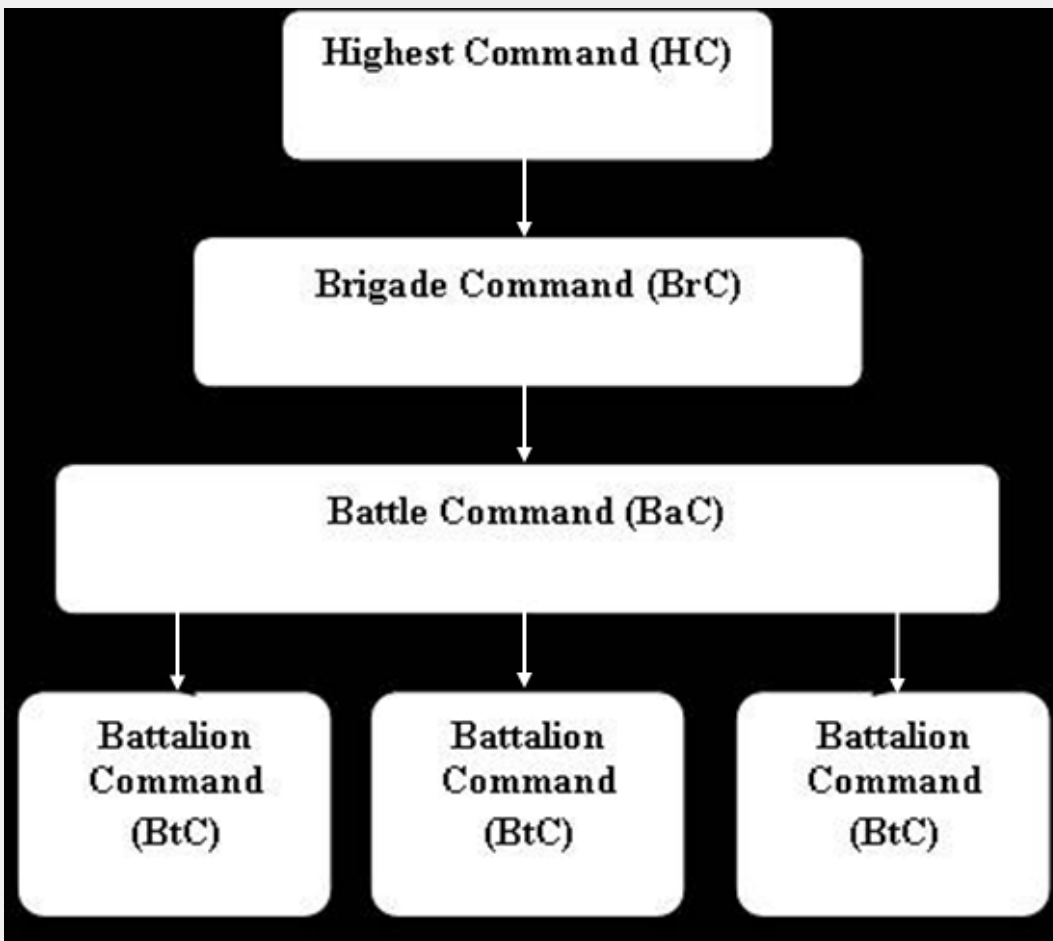 Highest Command (HC)
Brigade Command (BrC)
Battle Command (BaC)
Battalion
Command
(BtC)
Battalion
Command
(BtC)
Battalion
Command
(BtC)